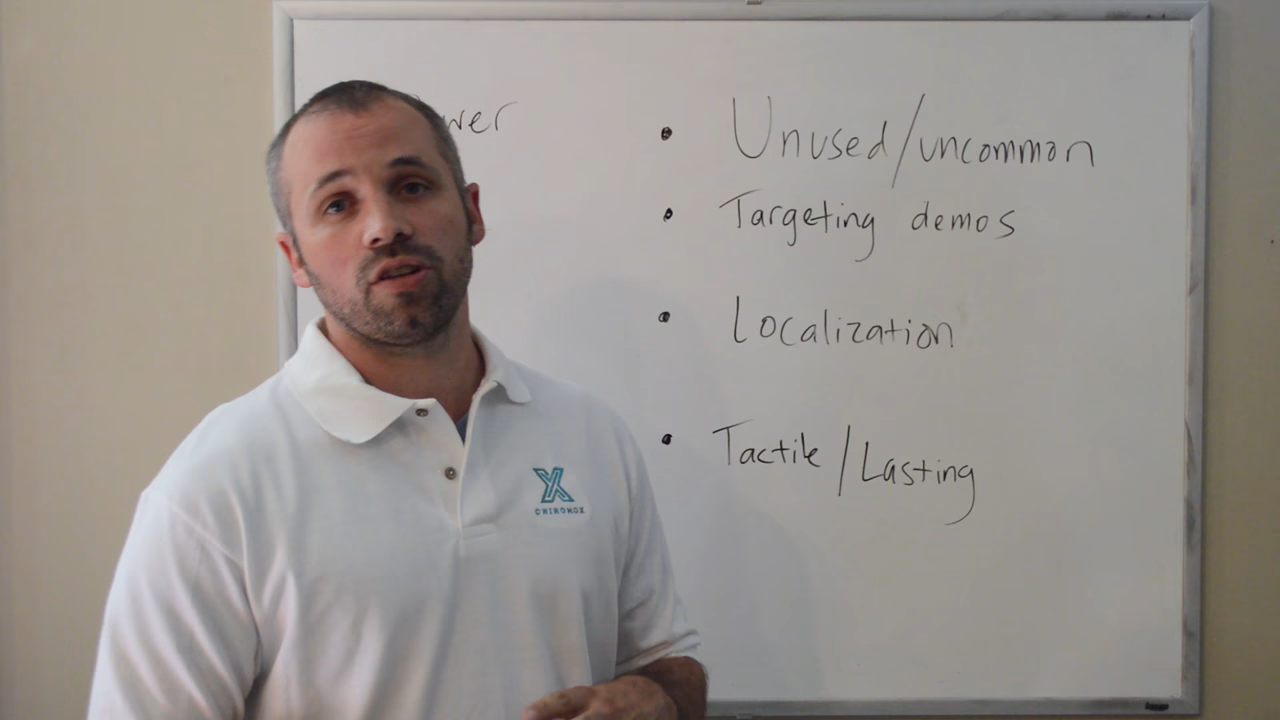 Unused/uncommon
Targeting demos
Localization
Tactile/Lasting
CHIRONOX